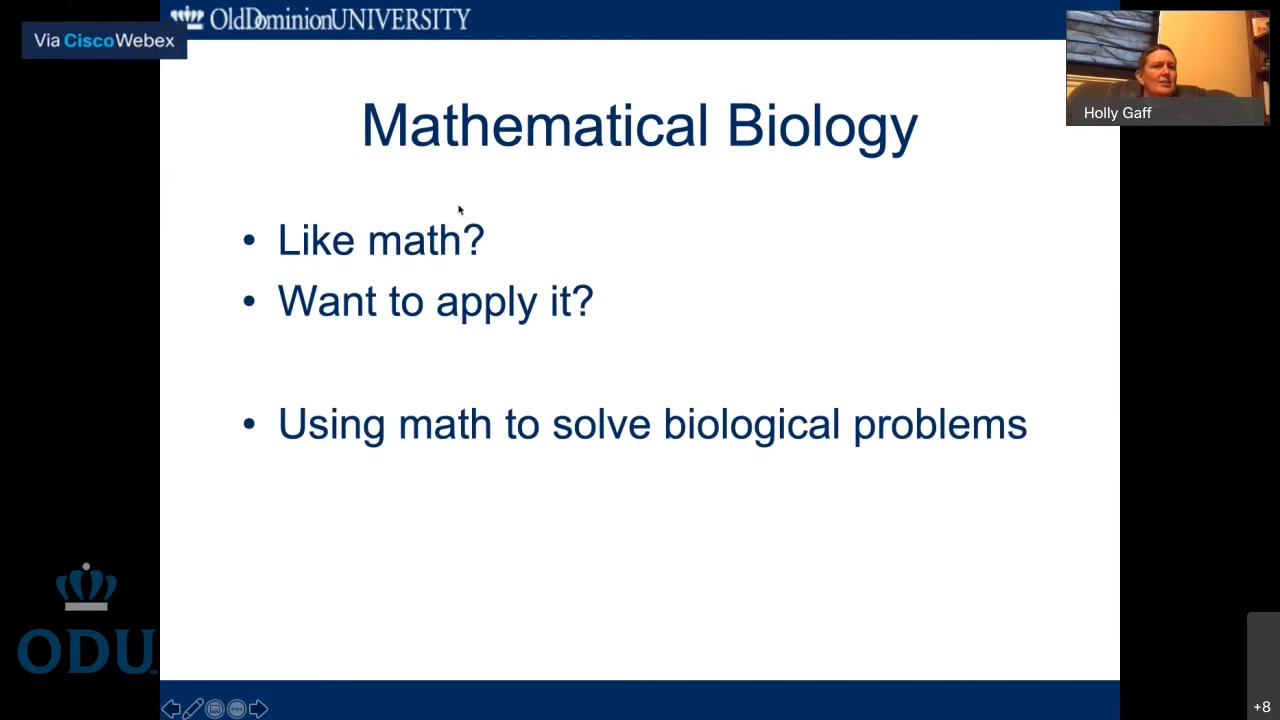 OldDominionUNIVERSITY
Via CiscoWebex
Holly Gaff
Mathematical Biology
• Like math?
• Want to apply it?
• Using math to solve biological problems
ODU
+8